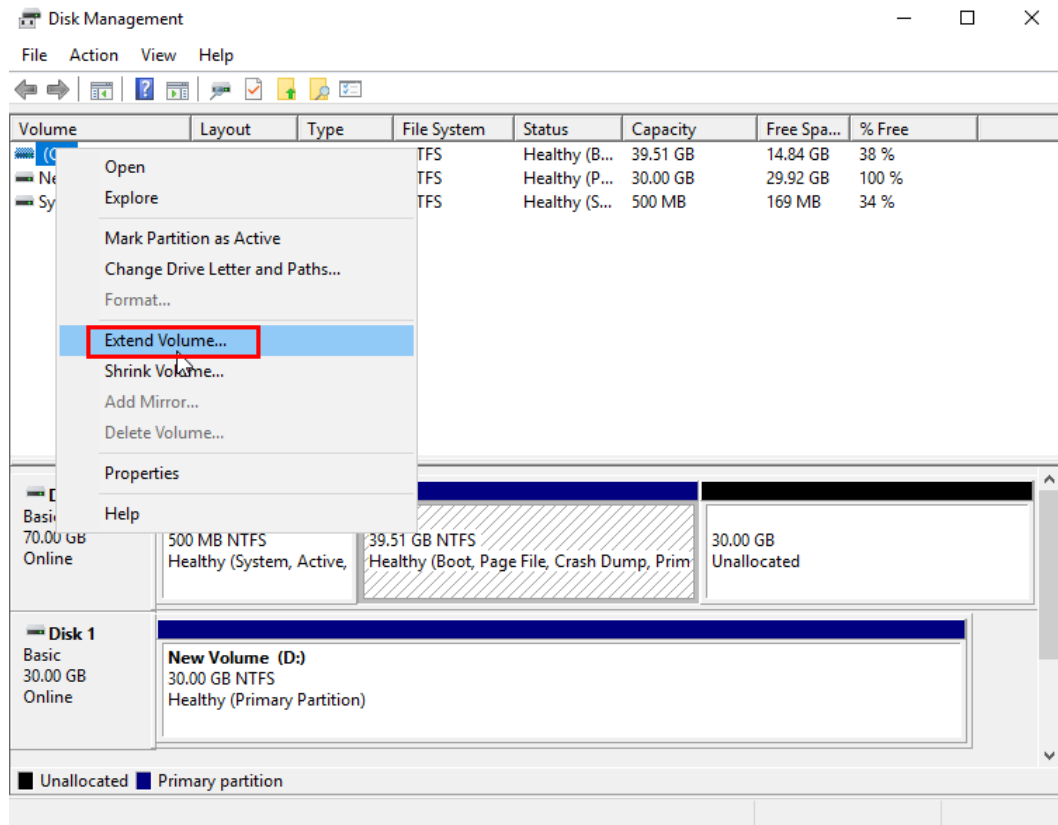 Disk Management
File Action View Help
Volume Layout Type File System Status Capacity Free Spa... % Free
(C TFS Healthy (B... 39.51 GB 14.84 GB 38 %
Ne TFS Healthy (P... 30.00 GB 29.92 GB 100 %
Sy TFS Healthy (S... 500 MB 169 MB 34 %
Open
Explore
Mark Partition as Active
Change Drive Letter and Paths...
Format...
Extend Volume...
Shrink Volume...
Add Mirror...
Delete Volume...
Properties
Help
D
Basi
70.00 GB
Online
500 MB NTFS
Healthy (System, Active,
39.51 GB NTFS
Healthy (Boot, Page File, Crash Dump, Prim
30.00 GB
Unallocated
Disk 1
Basic
30.00 GB
Online
New Volume (D:)
30.00 GB NTFS
Healthy (Primary Partition)
Unallocated Primary partition